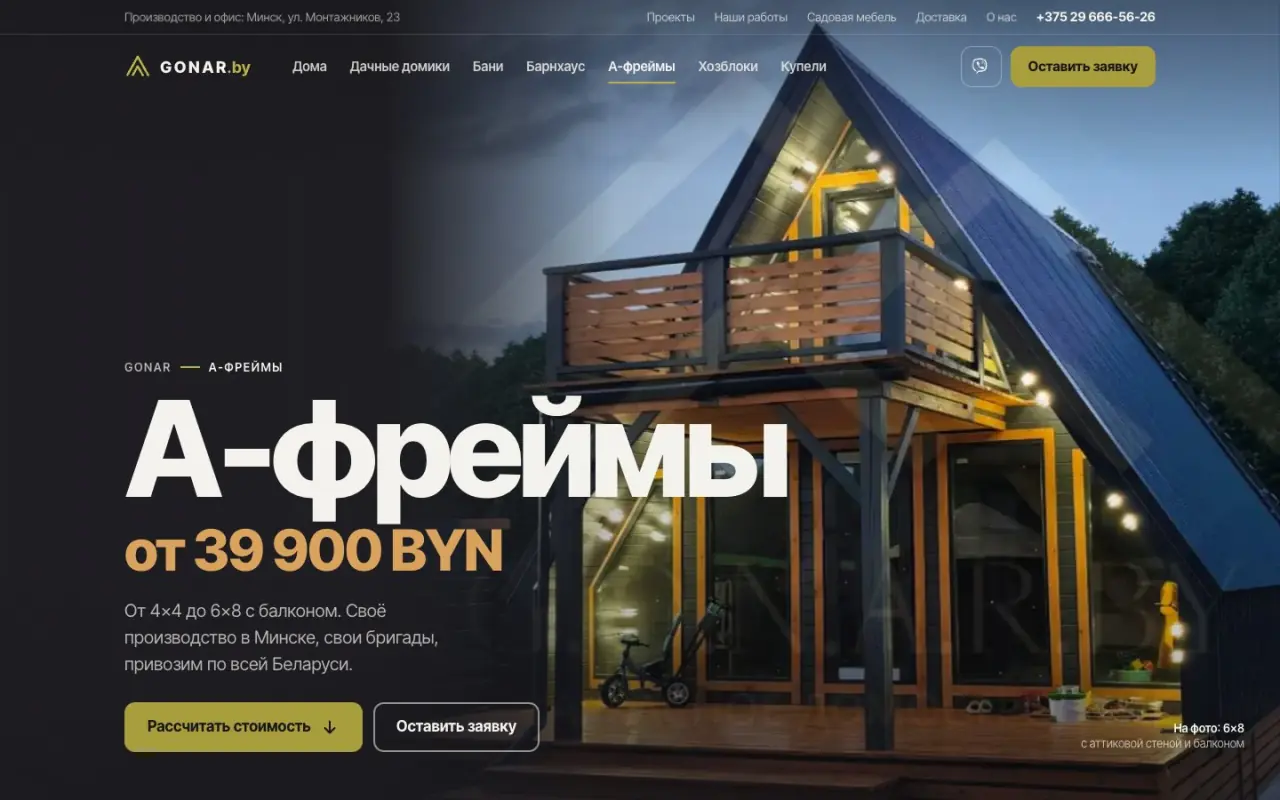 Производство и офис: Минск, ул. Монтажников, 23
Проекты Наши работы Садовая мебель Доставка О нас +375 29 666-56-26
GONAR.by
Дома Дачные домики Бани Барнхаус А-фреймы Хозблоки Купели
Оставить заявку
GONAR — А-ФРЕЙМЫ
А-фреймы
от 39 900 BYN
От 4×4 до 6×8 с балконом. Своё
производство в Минске, свои бригады,
привозим по всей Беларуси.
Рассчитать стоимость ↓ Оставить заявку
На фото: 6×8
с аттиковой стеной и балконом
GONAR.BY